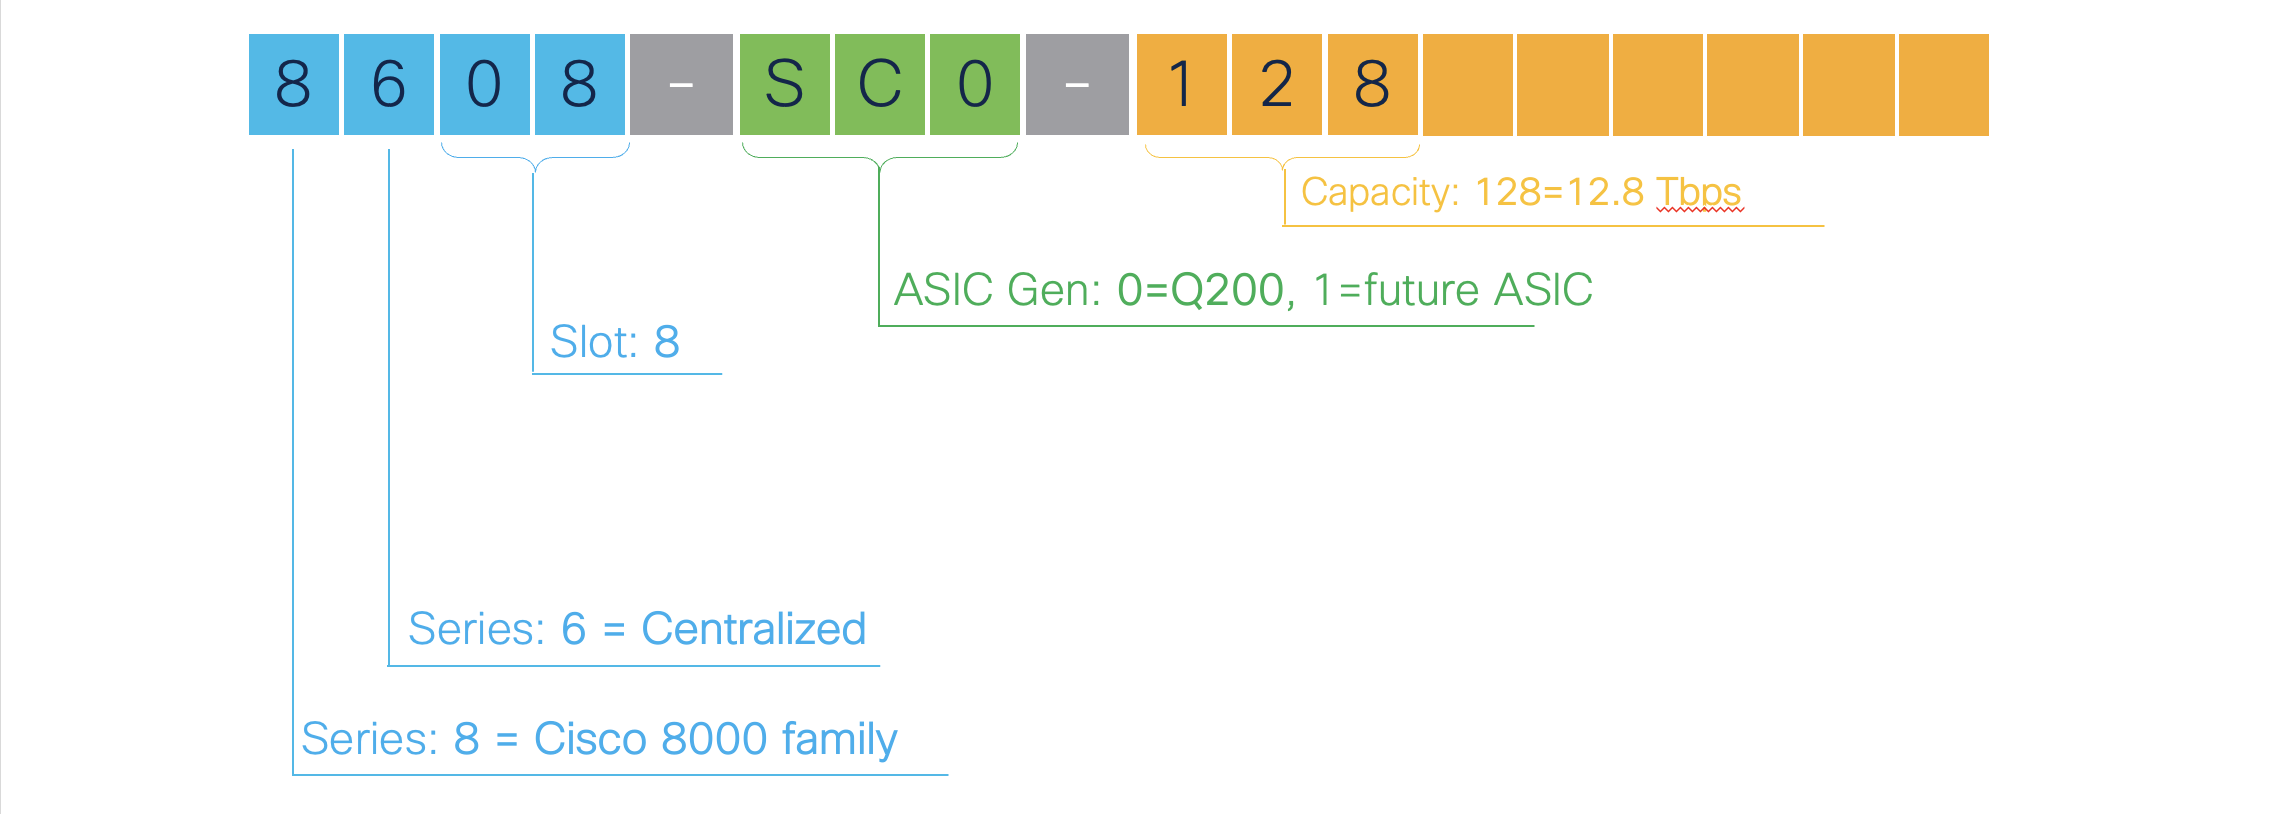 8608-SC0-128
Capacity: 128=12.8 Tbps
ASIC Gen: 0=Q200, 1=future ASIC
Slot: 8
Series: 6 = Centralized
Series: 8 = Cisco 8000 family